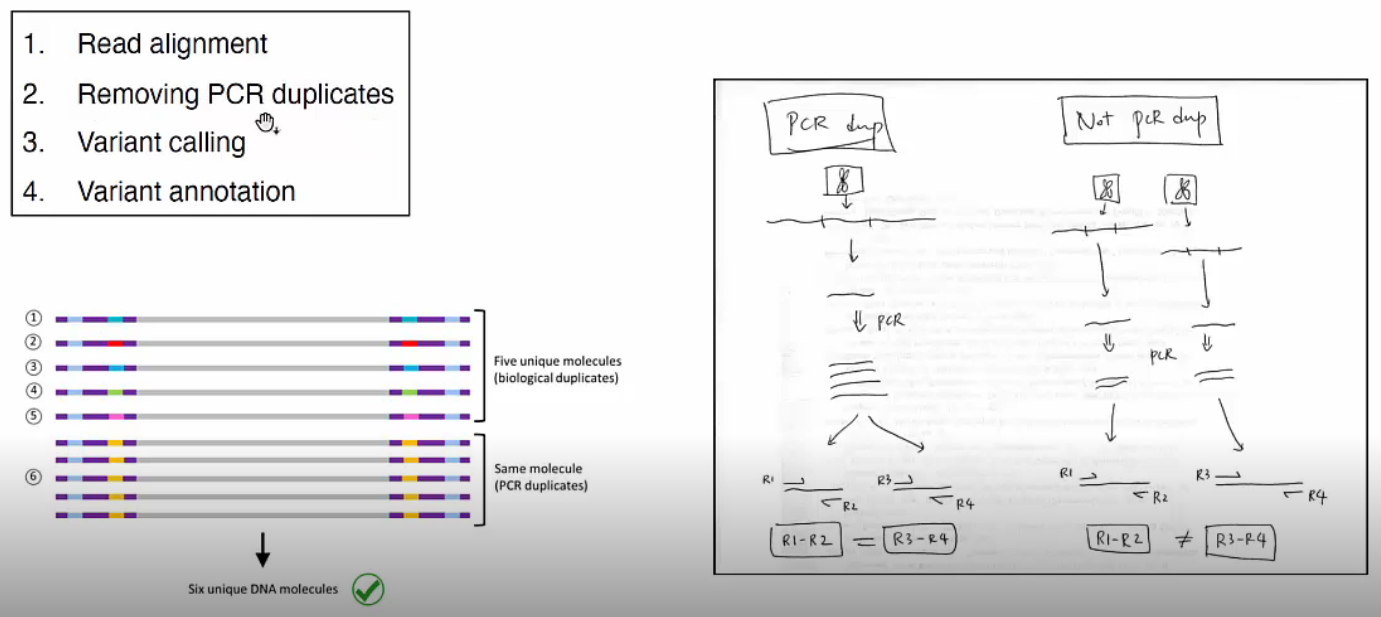 1. Read alignment
2. Removing PCR duplicates
3. Variant calling
4. Variant annotation
①
②
③
④
⑤
⑥
Five unique molecules
(biological duplicates)
Same molecule
(PCR duplicates)
Six unique DNA molecules
PCR dup
PCR
R1
R2
R3
R4
R1-R2 = R3-R4
Not PCR dup
PCR
R1
R2
R3
R4
R1-R2 ≠ R3-R4